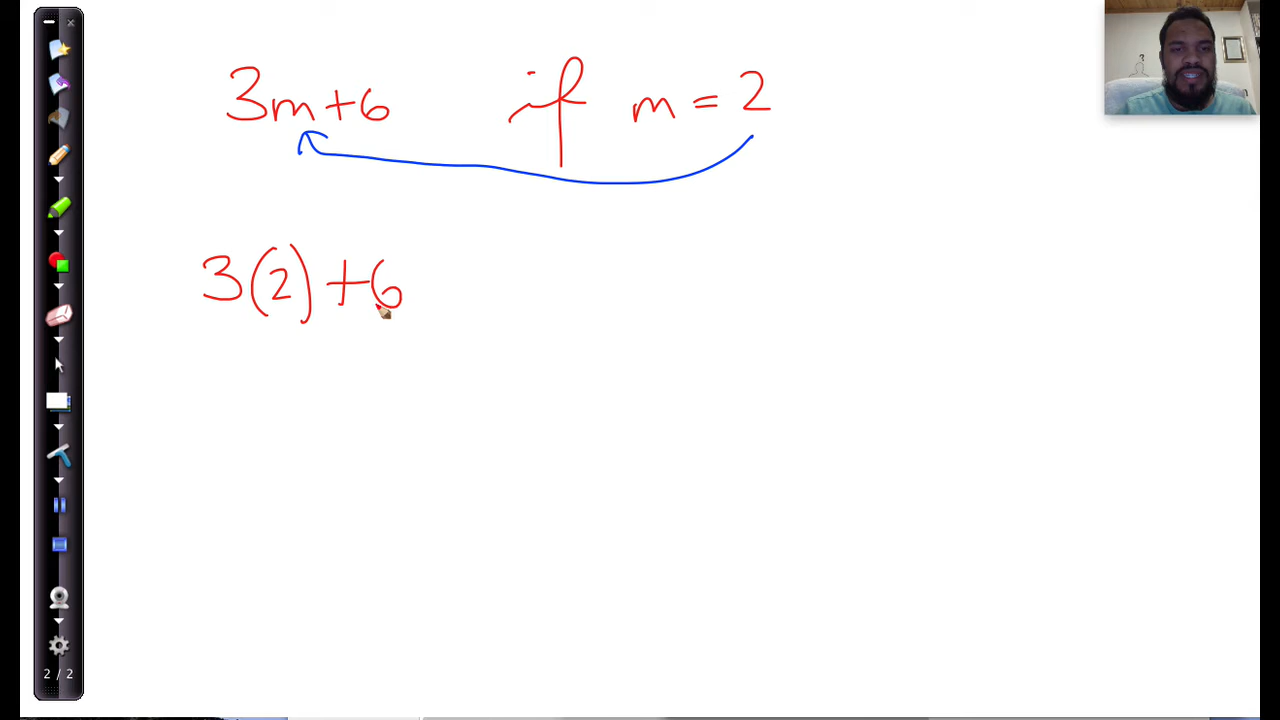 3m+6 if m = 2
3(2)+6
2 / 2